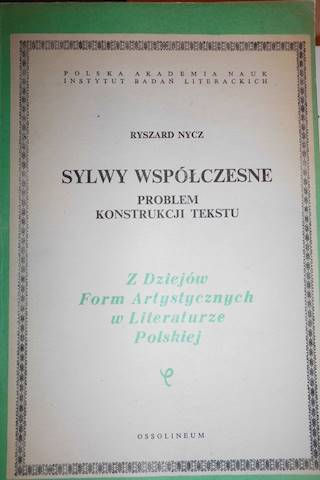 POLSKA AKADEMIA NAUK
INSTYTUT BADAŃ LITERACKICH
RYSZARD NYCZ
SYLWY WSPÓŁCZESNE
PROBLEM
KONSTRUKCJI TEKSTU
Z Dziejów
Form Artystycznych
w Literaturze
Polskiej
OSSOLINEUM